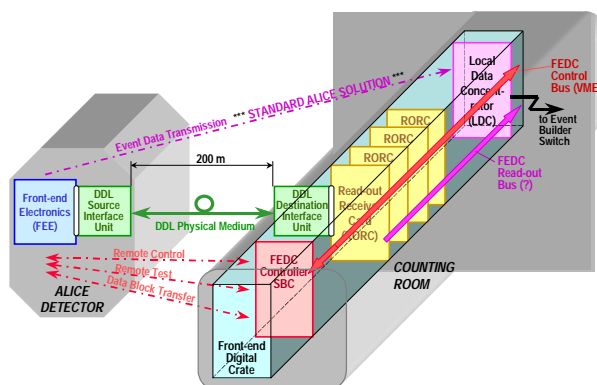 Local
Data
Concent-
rator
(LDC)
FEDC
Control
Bus (VME
to Event
Builder
Switch
FEDC
Read-out
Bus (?)
Event Data Transmission *** STANDARD ALICE SOLUTION ***
RORC
RORC
RORC
200 m
Front-end
Electronics
(FEE)
DDL
Source
Interface
Unit
DDL Physical Medium
DDL
Destination
Interface
Unit
Read-out
Receiver
Card
(RORC)
Remote Control
Remote Test
Data Block Transfer
ALICE
DETECTOR
FEDC
Controller
SBC
COUNTING
ROOM
Front-end
Digital
Crate